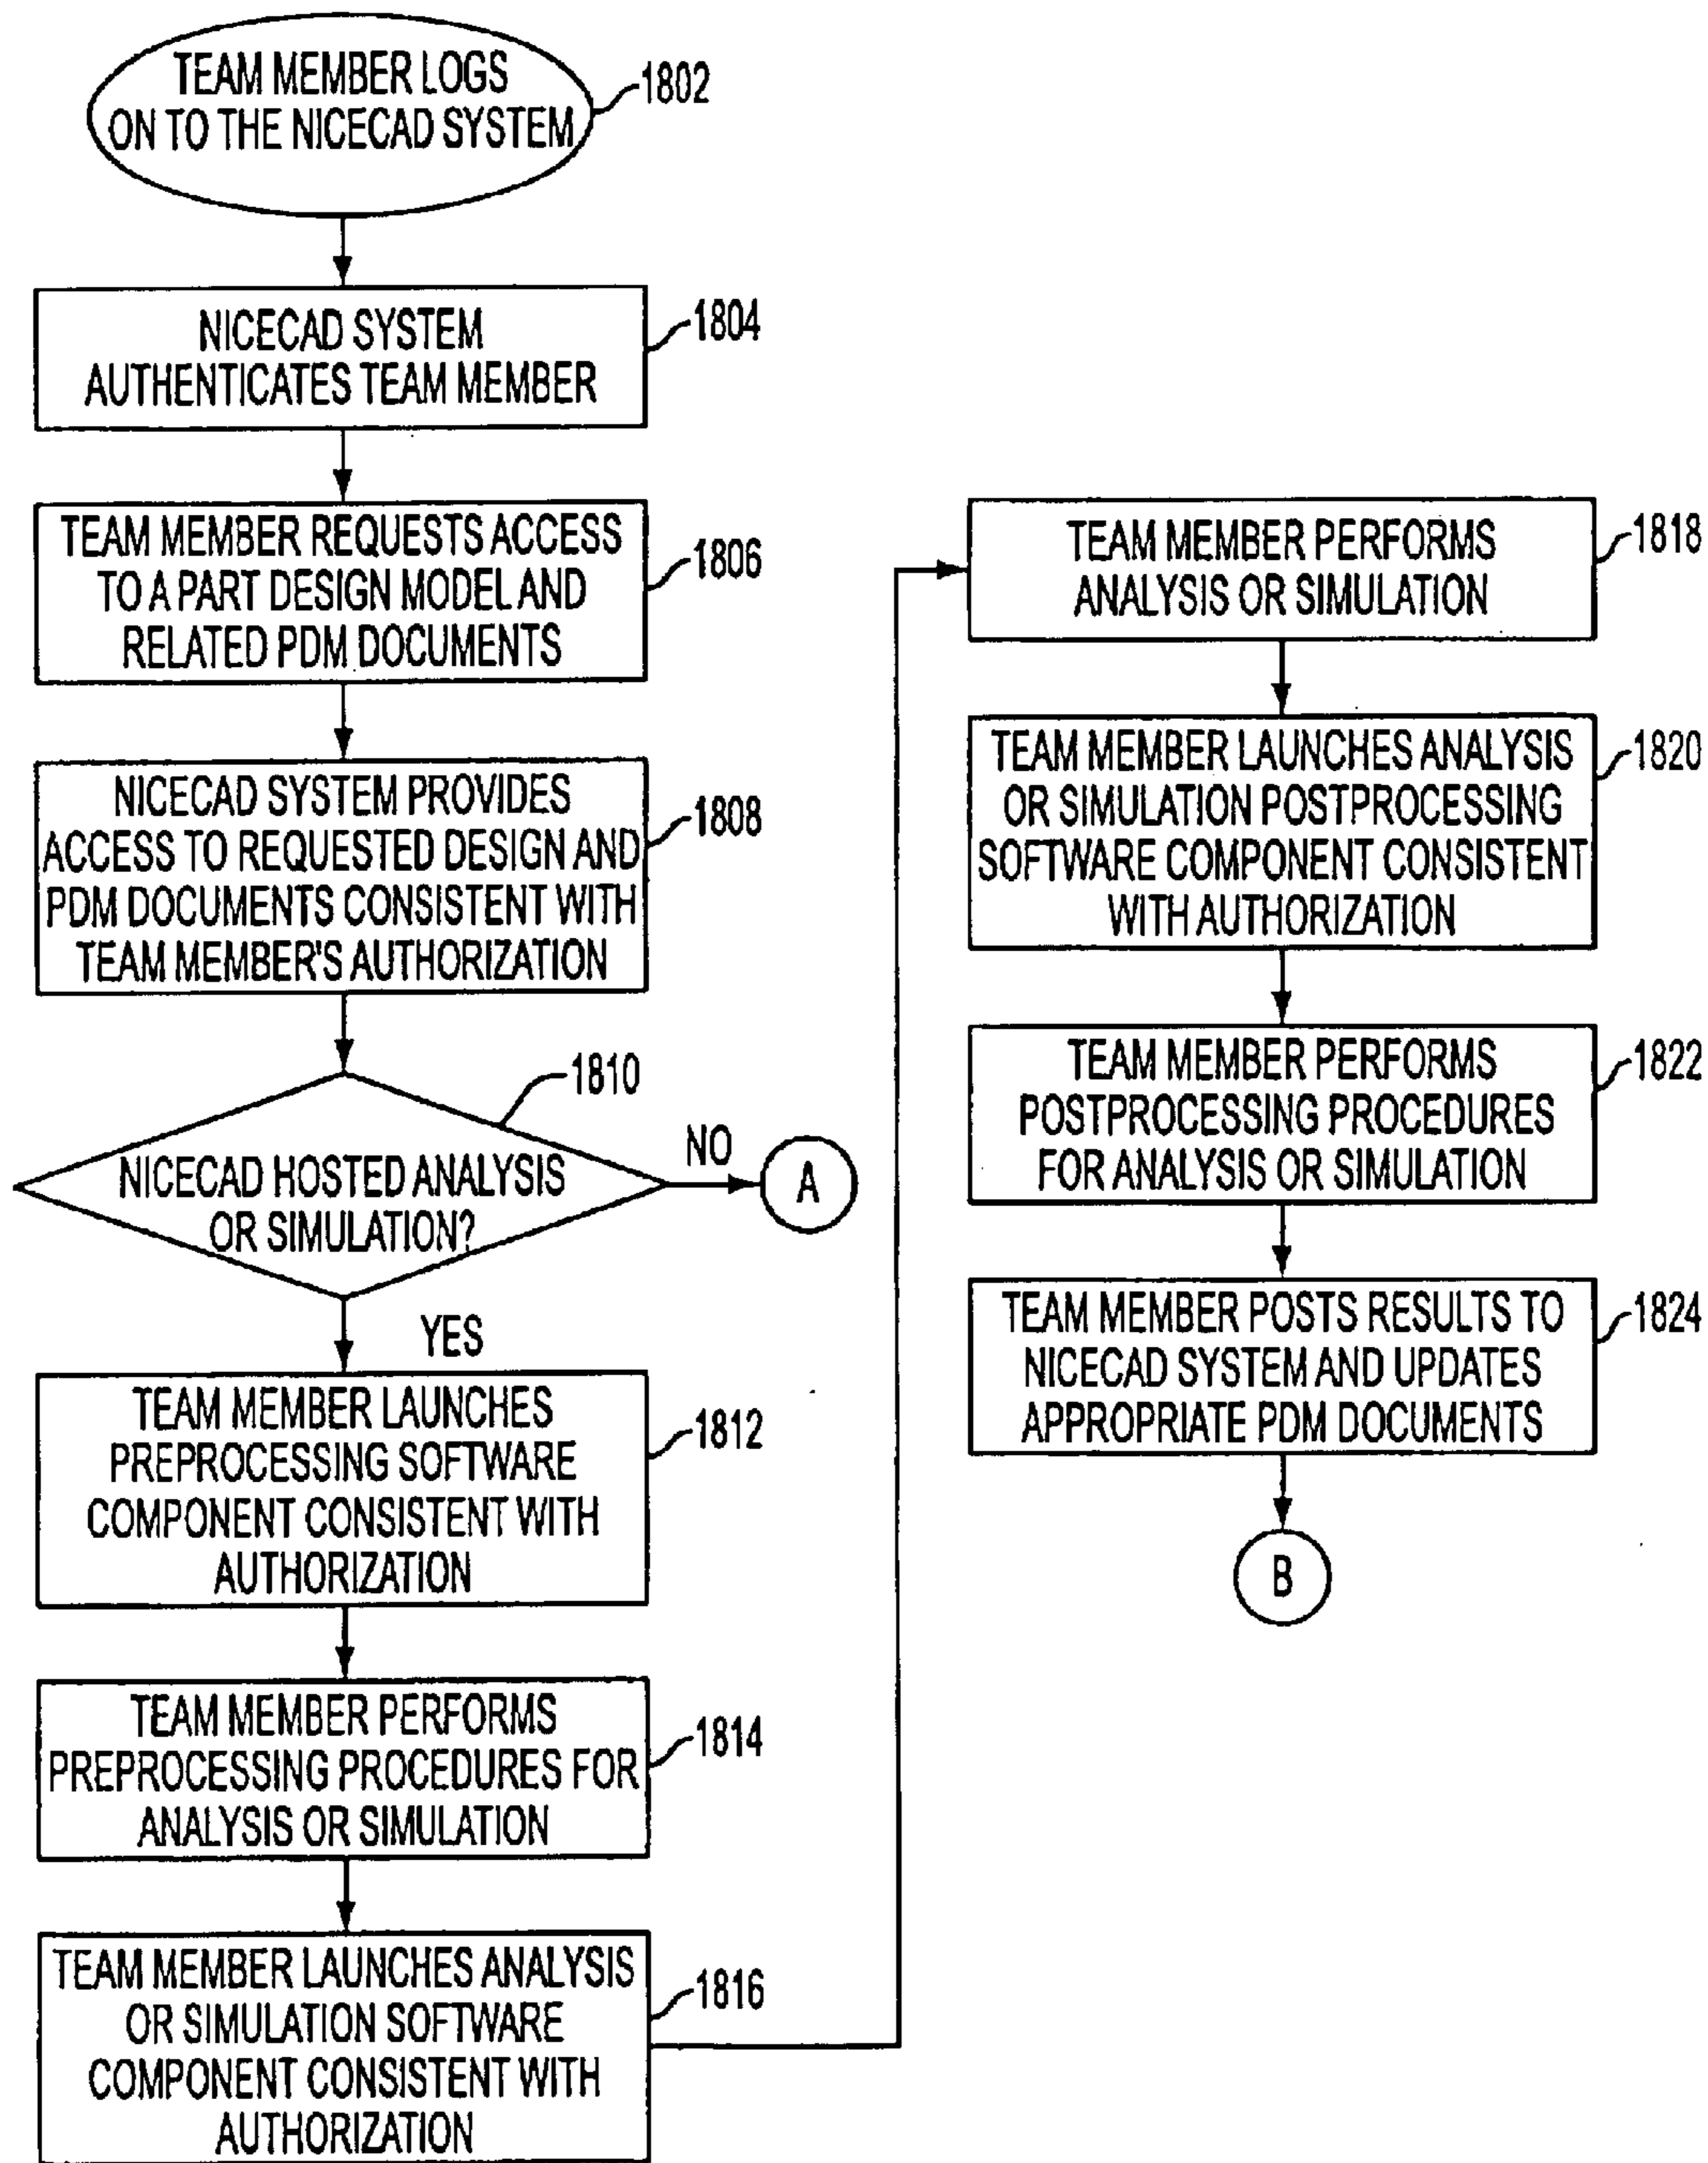 TEAM MEMBER LOGS
ON TO THE NICECAD SYSTEM
1802
NICECAD SYSTEM
AUTHENTICATES TEAM MEMBER
1804
TEAM MEMBER REQUESTS ACCESS
TO A PART DESIGN MODEL AND
RELATED PDM DOCUMENTS
1806
NICECAD SYSTEM PROVIDES
ACCESS TO REQUESTED DESIGN AND
PDM DOCUMENTS CONSISTENT WITH
TEAM MEMBER'S AUTHORIZATION
1808
1810
NICECAD HOSTED ANALYSIS
OR SIMULATION?
NO
A
YES
TEAM MEMBER LAUNCHES
PREPROCESSING SOFTWARE
COMPONENT CONSISTENT WITH
AUTHORIZATION
1812
TEAM MEMBER PERFORMS
PREPROCESSING PROCEDURES FOR
ANALYSIS OR SIMULATION
1814
TEAM MEMBER LAUNCHES ANALYSIS
OR SIMULATION SOFTWARE
COMPONENT CONSISTENT WITH
AUTHORIZATION
1816
TEAM MEMBER PERFORMS
ANALYSIS OR SIMULATION
1818
TEAM MEMBER LAUNCHES ANALYSIS
OR SIMULATION POSTPROCESSING
SOFTWARE COMPONENT CONSISTENT
WITH AUTHORIZATION
1820
TEAM MEMBER PERFORMS
POSTPROCESSING PROCEDURES
FOR ANALYSIS OR SIMULATION
1822
TEAM MEMBER POSTS RESULTS TO
NICECAD SYSTEM AND UPDATES
APPROPRIATE PDM DOCUMENTS
1824
B